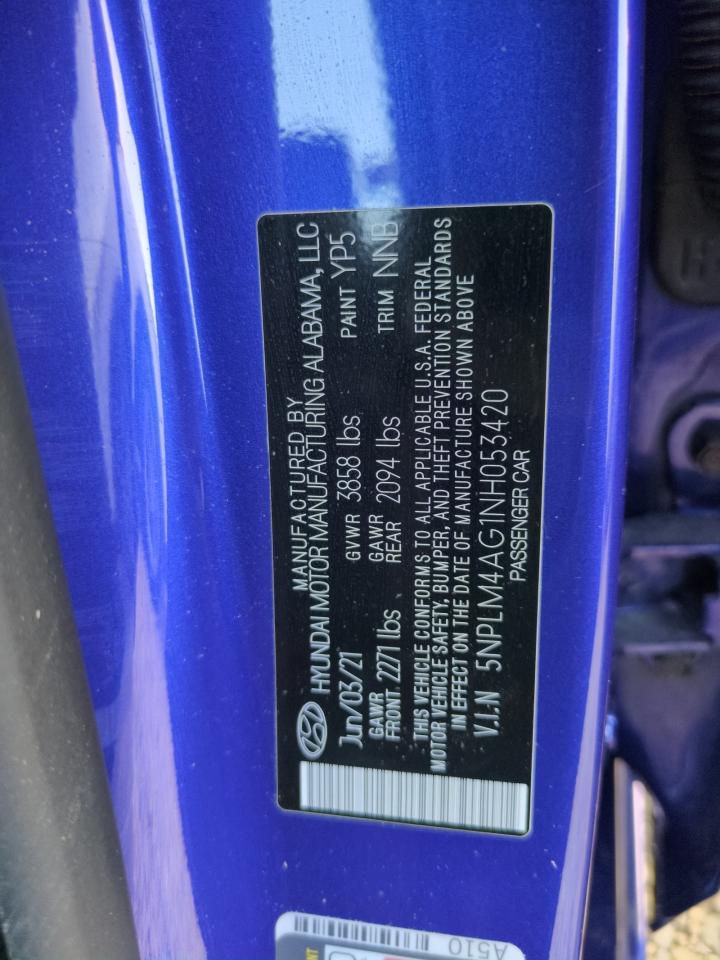 MANUFACTURED BY
HYUNDAI MOTOR MANUFACTURING ALABAMA, LLC
Jun/03/21 GVWR 3858 lbs PAINT YP5
GAWR FRONT 2271 lbs GAWR REAR 2094 lbs TRIM NNB
THIS VEHICLE CONFORMS TO ALL APPLICABLE U.S.A. FEDERAL
MOTOR VEHICLE SAFETY, BUMPER, AND THEFT PREVENTION STANDARDS
IN EFFECT ON THE DATE OF MANUFACTURE SHOWN ABOVE
V.I.N 5NPLM4AG1NH053420
PASSENGER CAR
A510